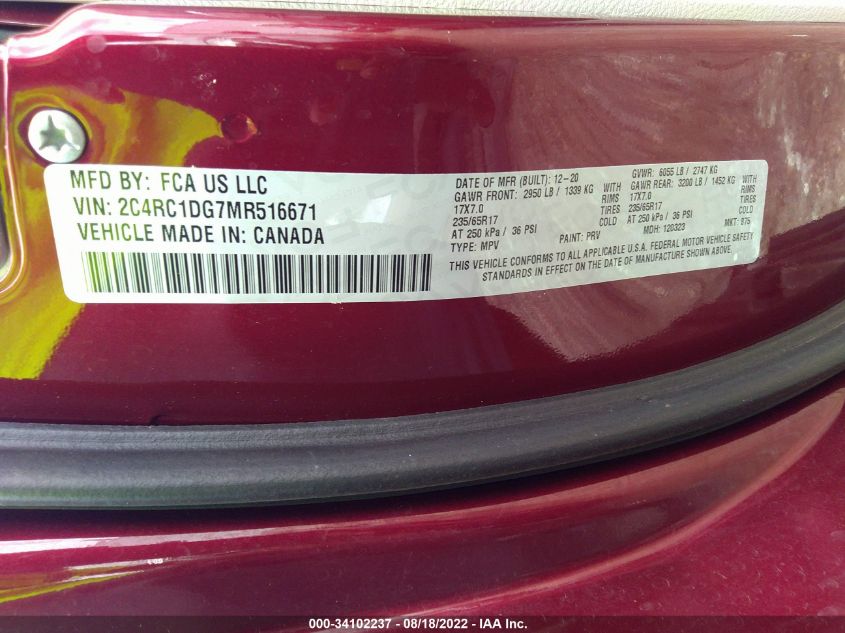 MFD BY: FCA US LLC
VIN: 2C4RC1DG7MR516671
VEHICLE MADE IN: CANADA
DATE OF MFR (BUILT): 12-20 GVWR: 6055 LB / 2747 KG
GAWR FRONT: 2950 LB / 1339 KG WITH GAWR REAR: 3200 LB / 1452 KG WITH
17X7.0 RIMS 17X7.0 RIMS
235/65R17 TIRES 235/65R17 TIRES
AT 250 kPa / 36 PSI AT 250 kPa / 36 PSI
TYPE: MPV PAINT: PRV MDH: 120323 MKT: 875
THIS VEHICLE CONFORMS TO ALL APPLICABLE U.S.A. FEDERAL MOTOR VEHICLE SAFETY
STANDARDS IN EFFECT ON THE DATE OF MANUFACTURE SHOWN ABOVE.
000-34102237 - 08/18/2022 - IAA Inc.